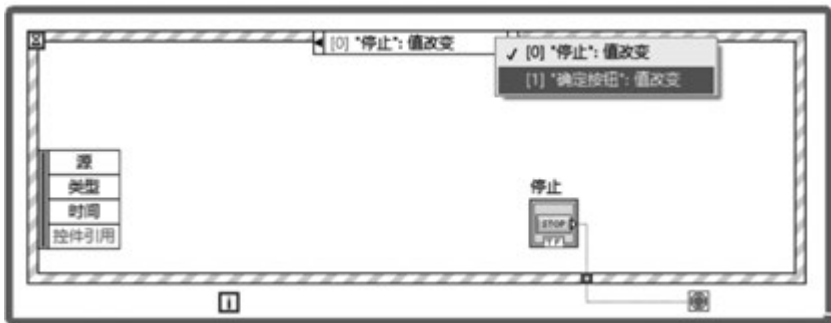 [0] "停止": 值改变
✓ [0] "停止": 值改变
[1] "确定按钮": 值改变
源
类型
时间
控件引用
停止
STOP
TF
i